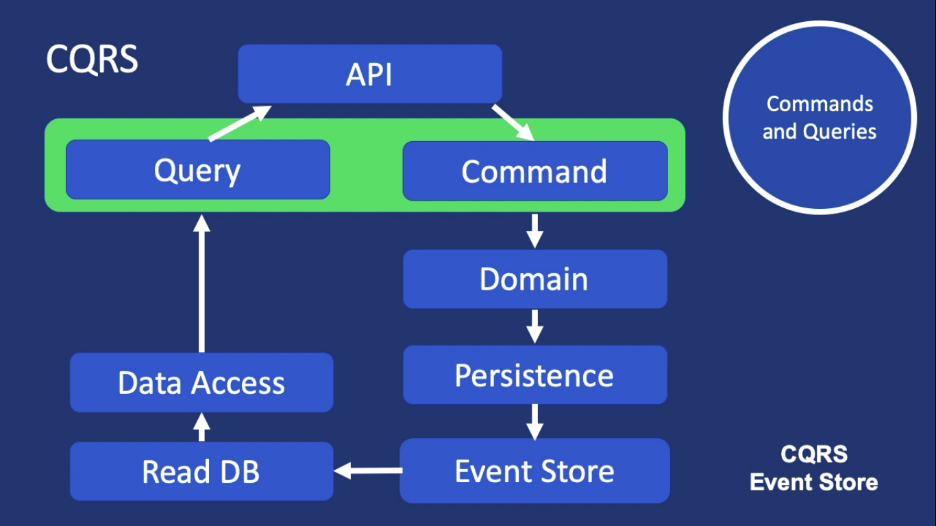 CQRS
API
Commands
and Queries
Query
Command
Domain
Data Access
Persistence
Read DB
Event Store
CQRS
Event Store